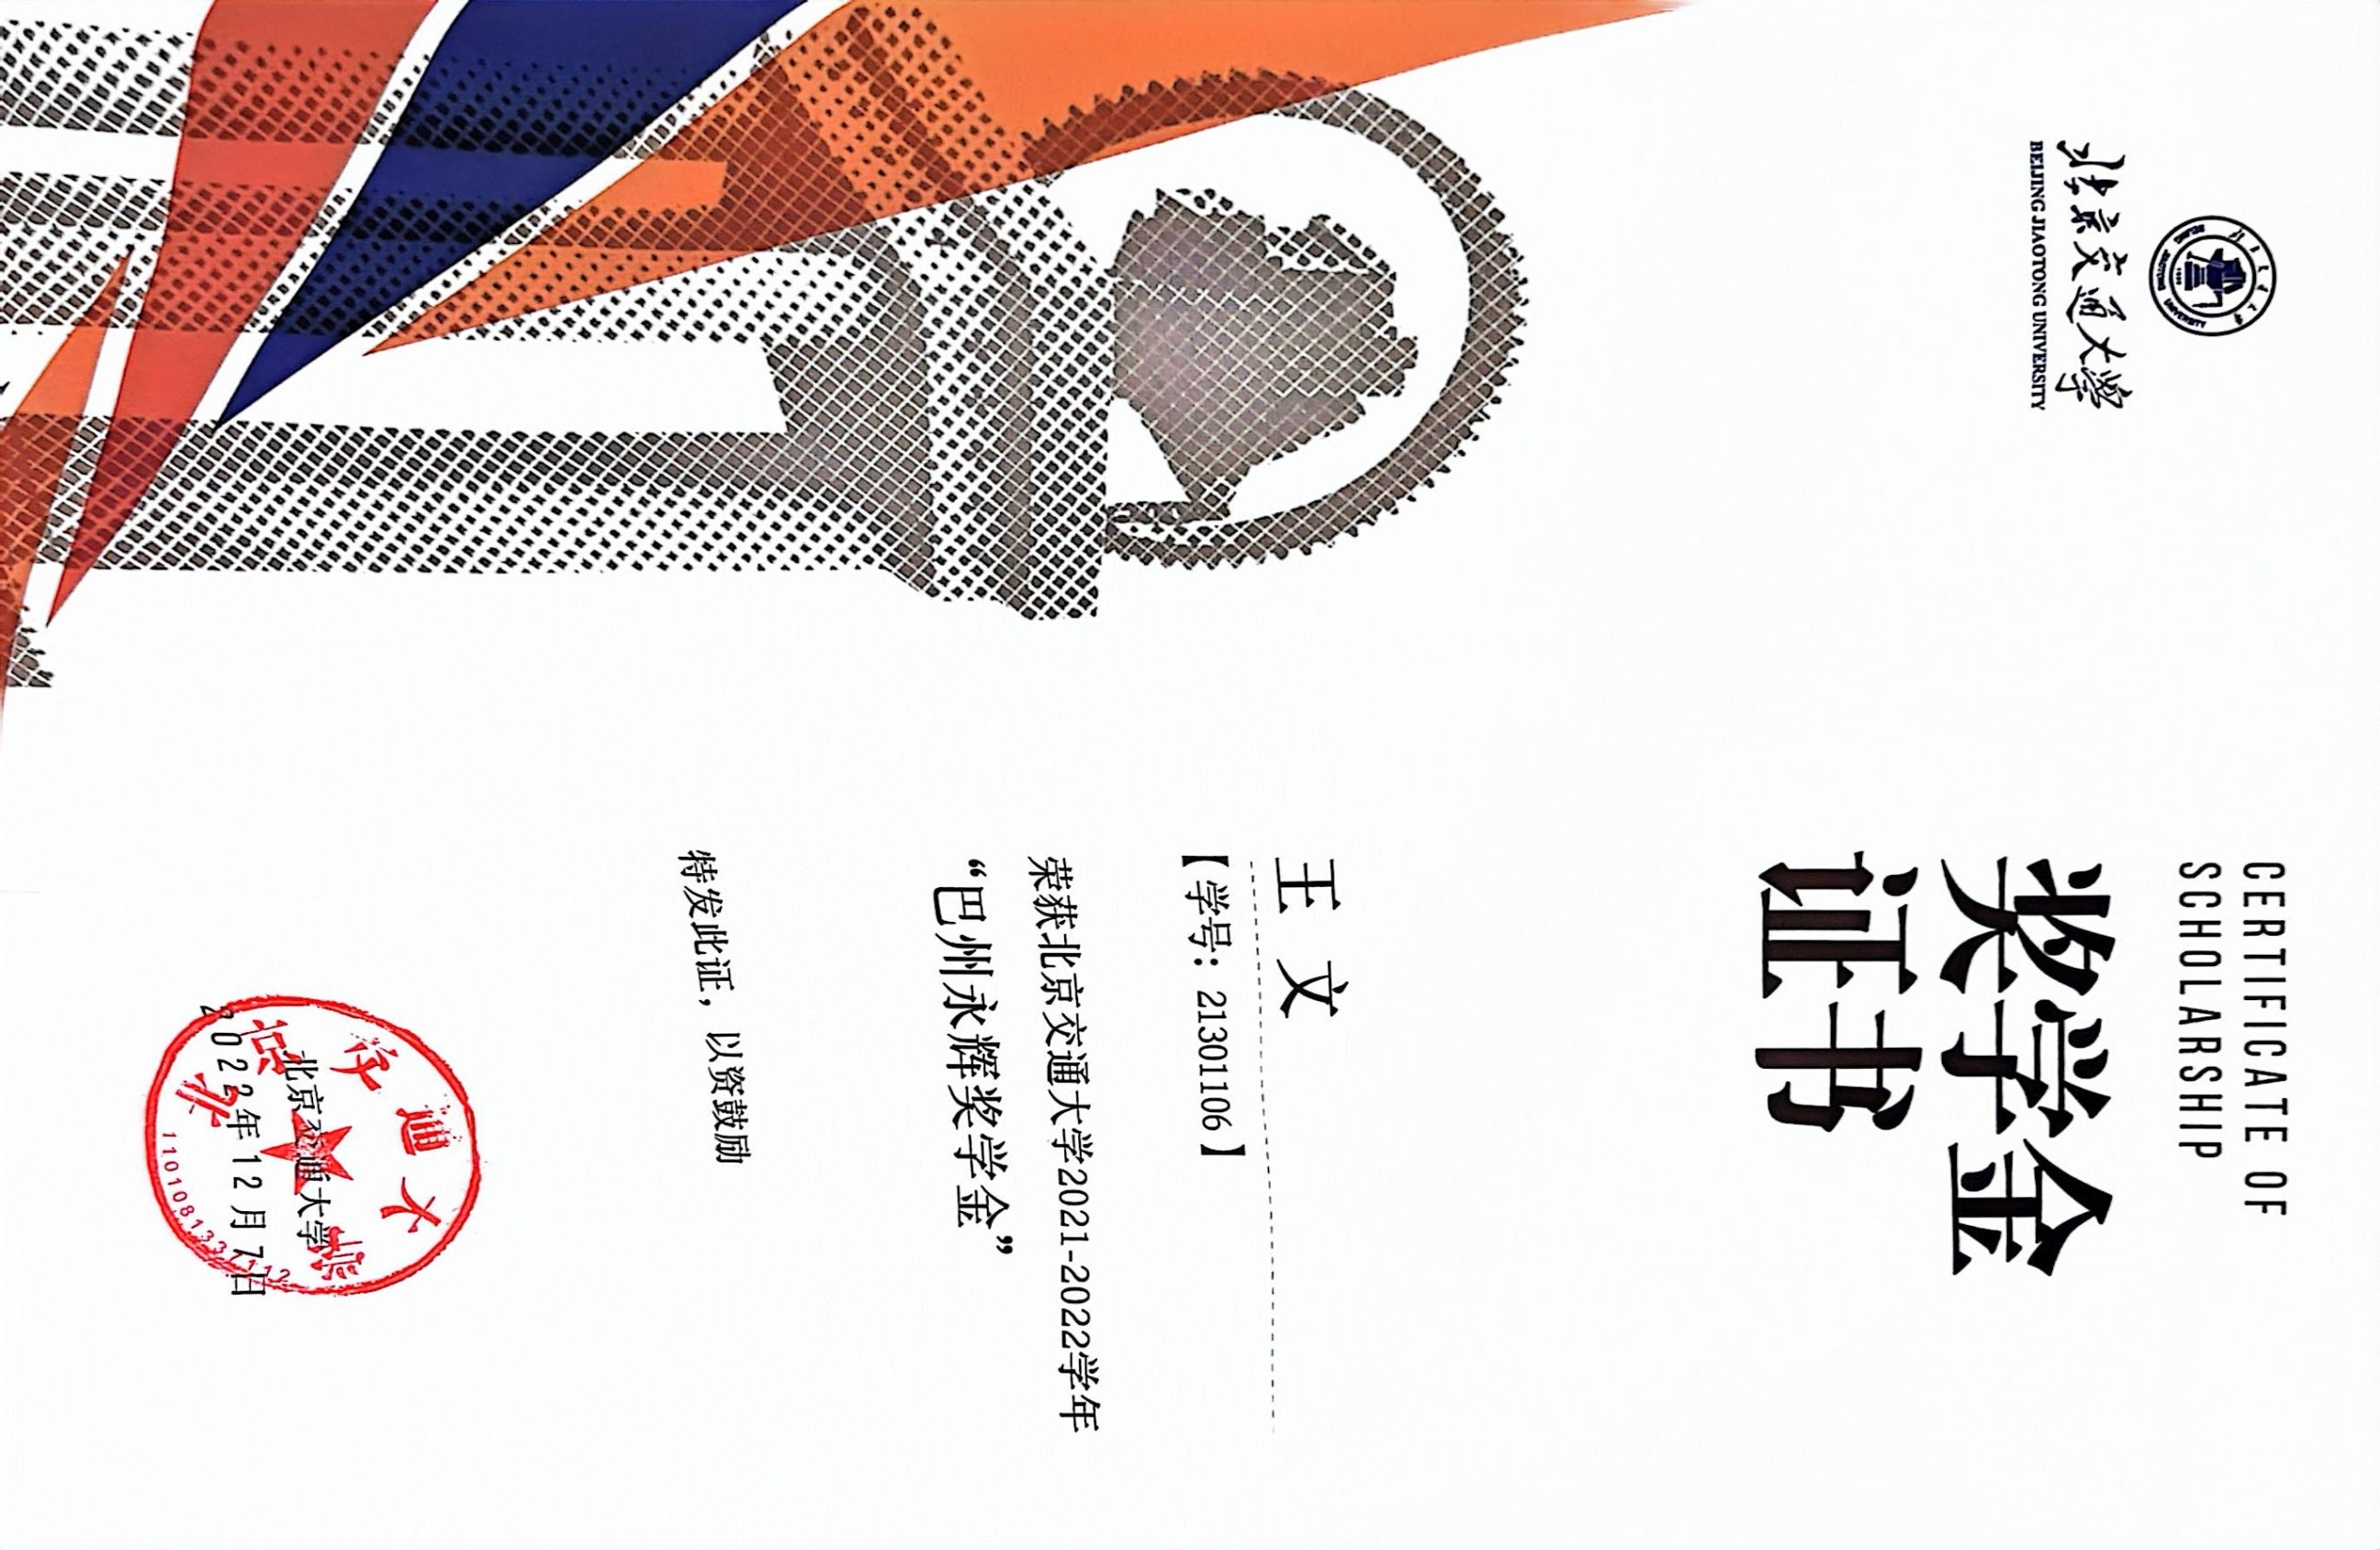 北京交通大学
BEIJING JIAOTONG UNIVERSITY
CERTIFICATE OF
SCHOLARSHIP
奖学金
证书
王文
【学号：21301106】
荣获北京交通大学2021-2022学年
“巴州永辉奖学金”
特发此证，以资鼓励
北京交通大学
2022年12月7日
北京交通大学